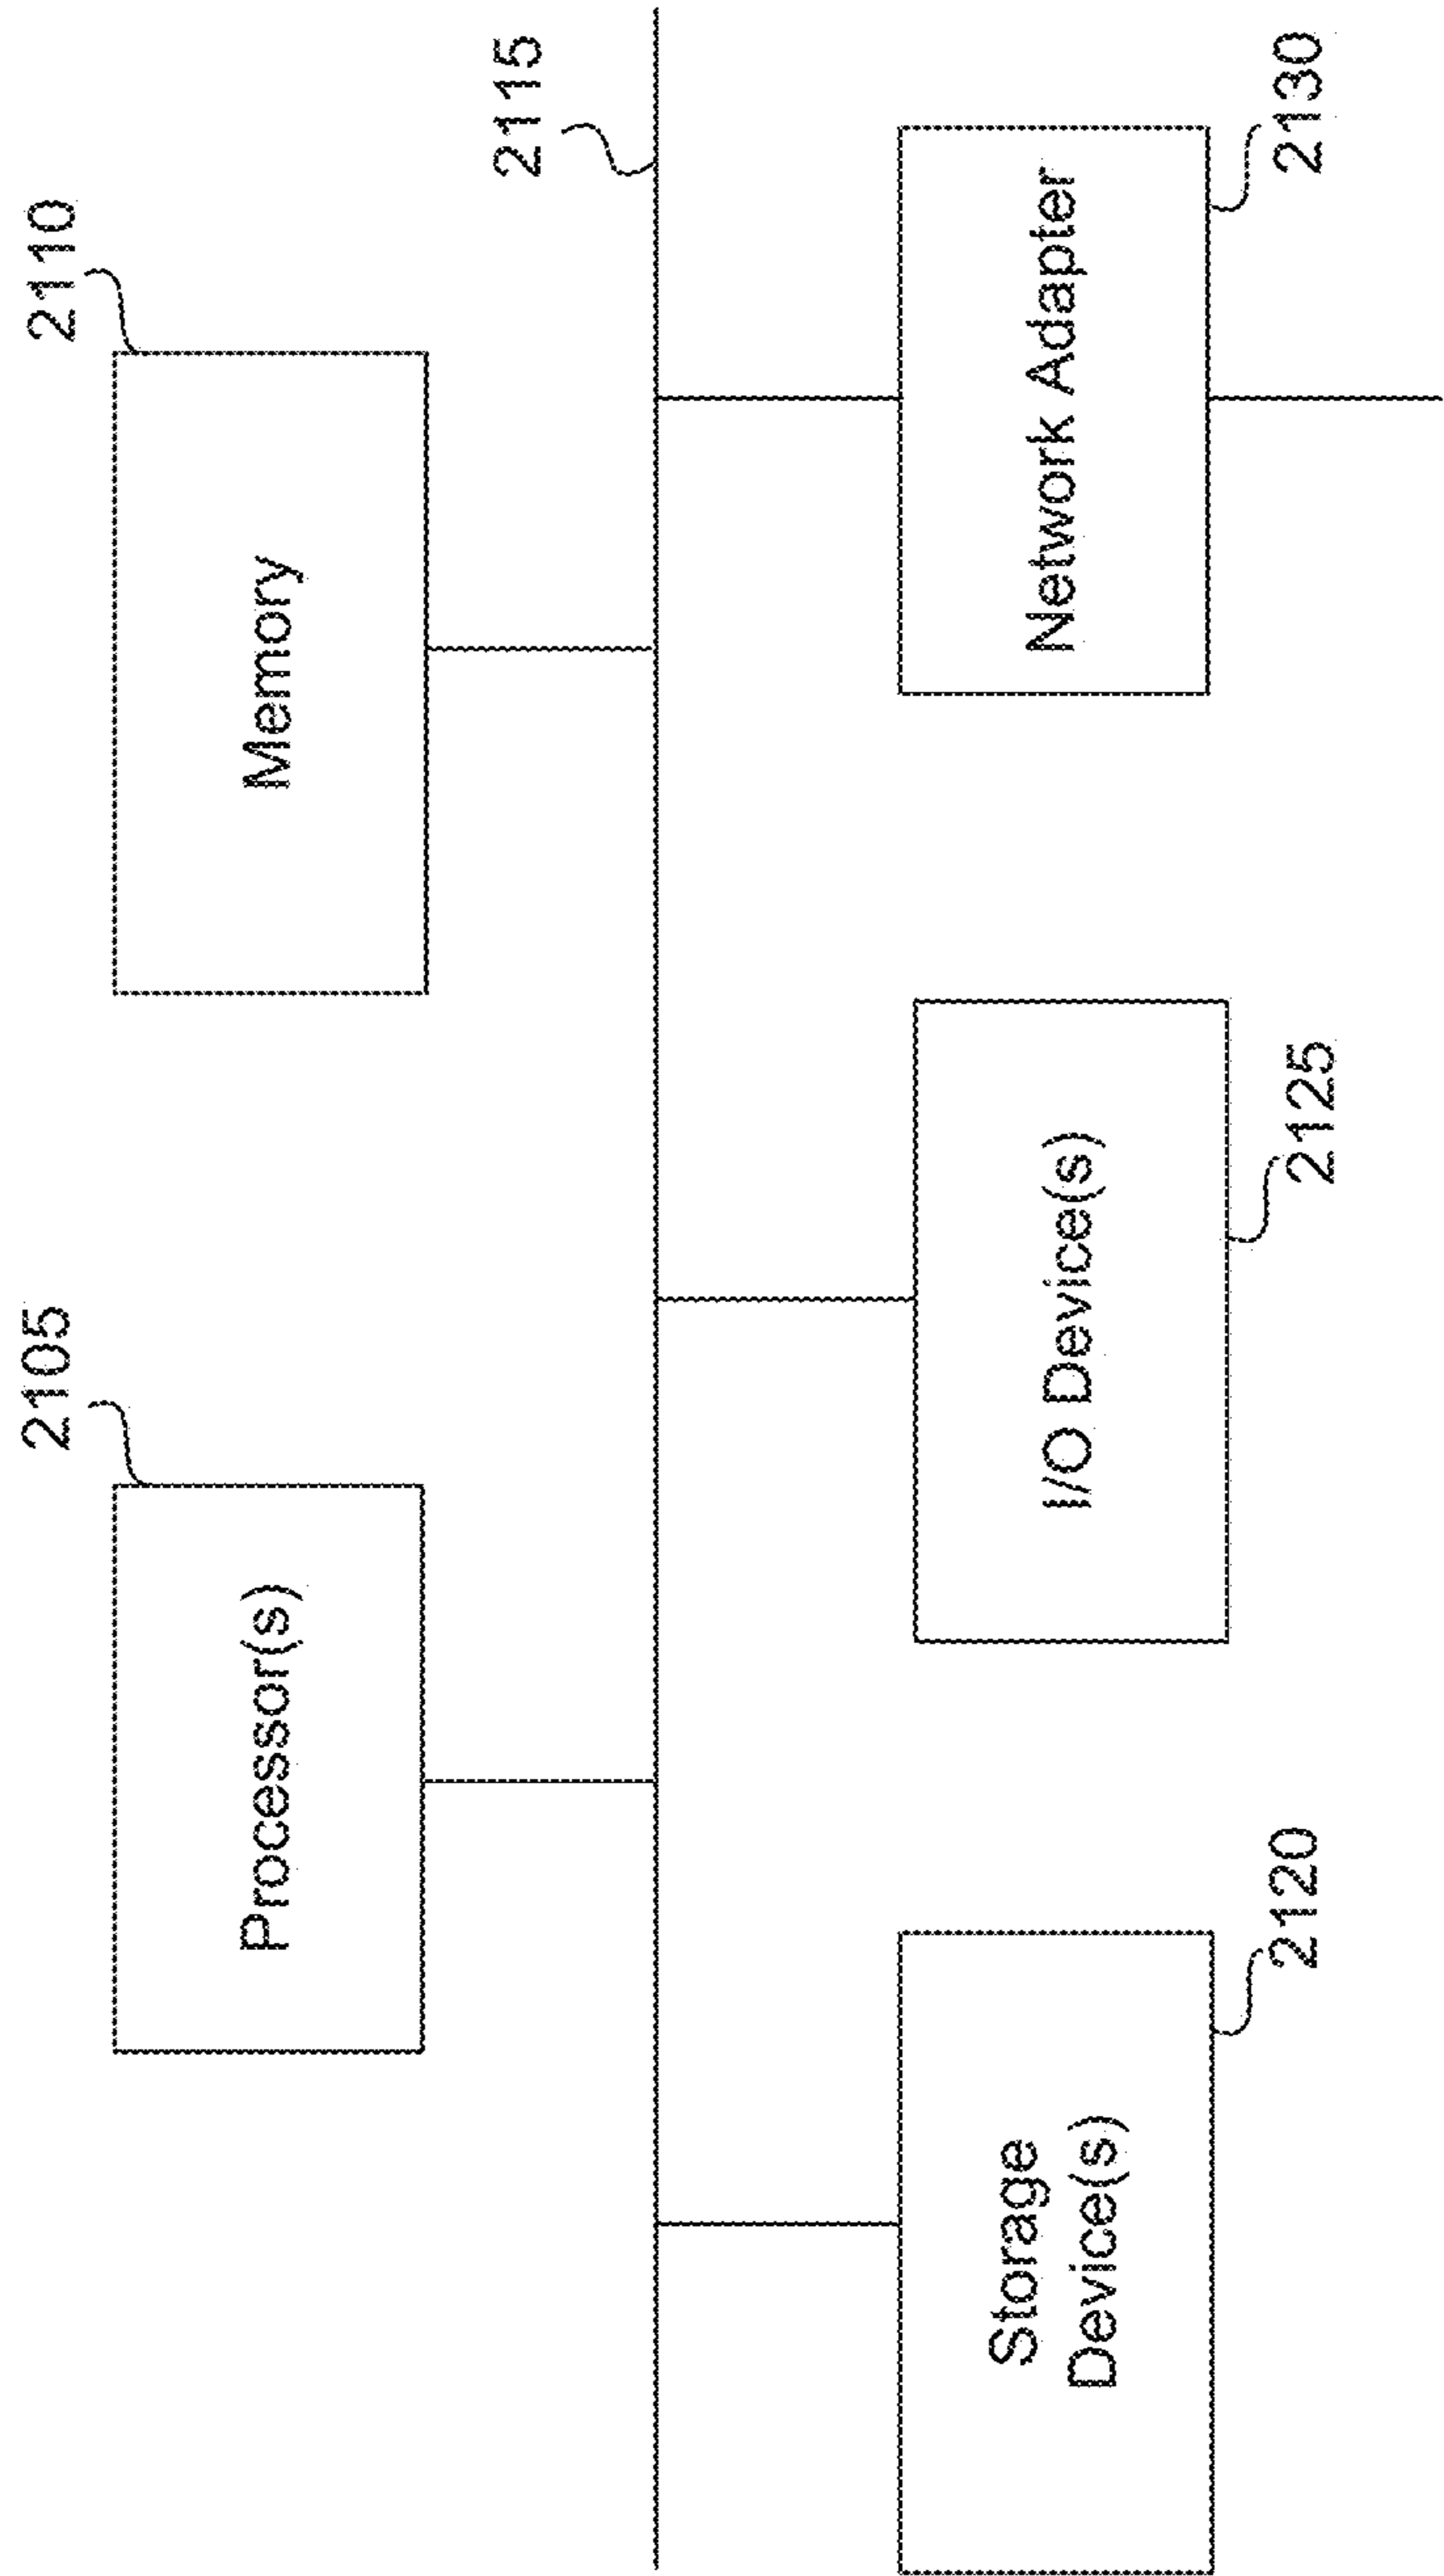 2105
2110
Processor(s)
Memory
2115
Storage
Device(s)
I/O Device(s)
Network Adapter
2120
2125
2130